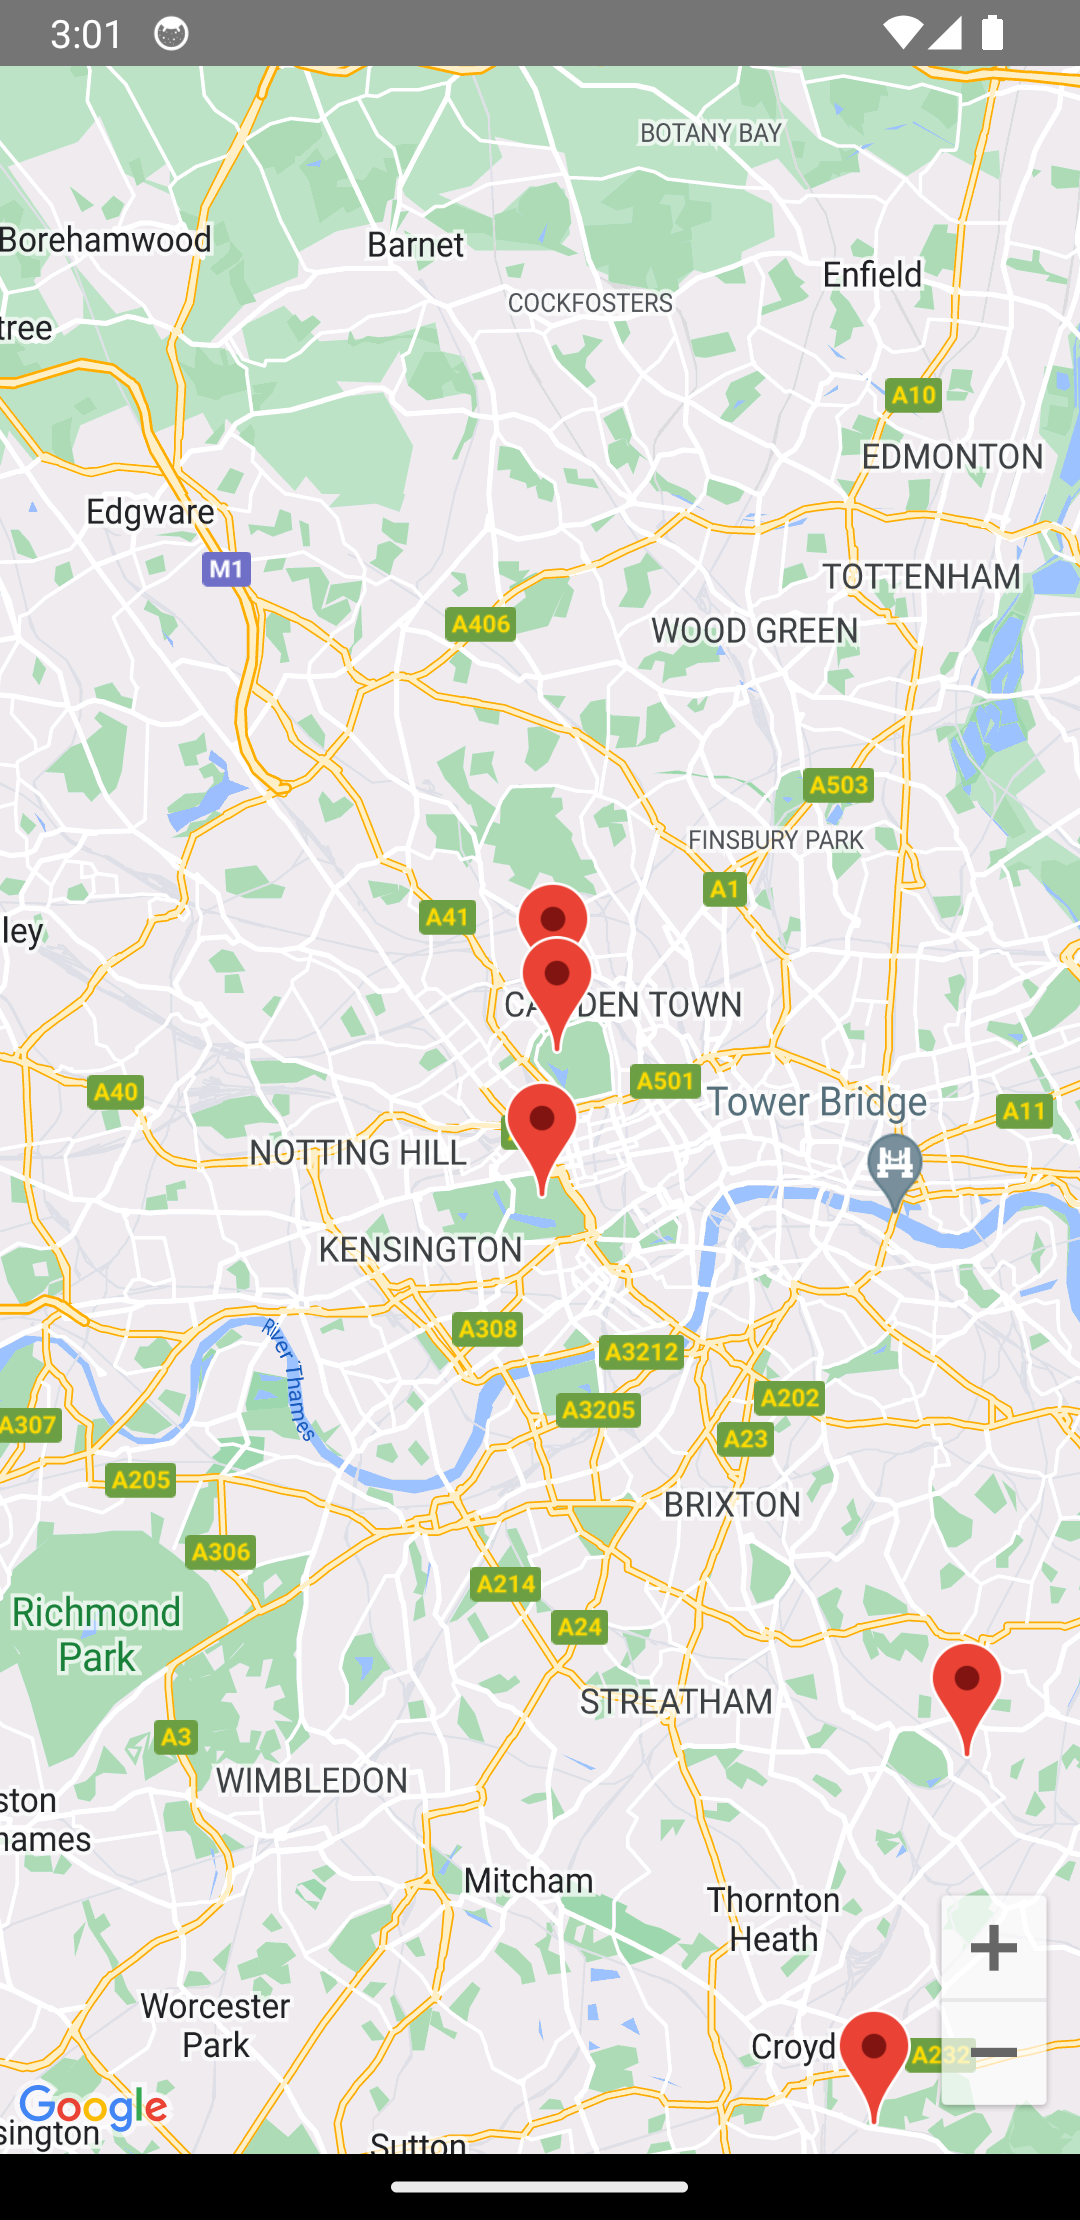 3:01
BOTANY BAY
Borehamwood
Barnet
Enfield
COCKFOSTERS
tree
A10
EDMONTON
Edgware
M1
TOTTENHAM
A406
WOOD GREEN
A503
FINSBURY PARK
A1
A41
ley
CA DEN TOWN
A501
A40
Tower Bridge
A11
NOTTING HILL
KENSINGTON
River Thames
A308
A3212
A202
A3205
A307
A23
A205
BRIXTON
A306
A214
Richmond
Park
A24
STREATHAM
A3
WIMBLEDON
ston
hames
Mitcham
Thornton
Heath
Worcester
Park
Croyd
A232
Google
sington
Sutton